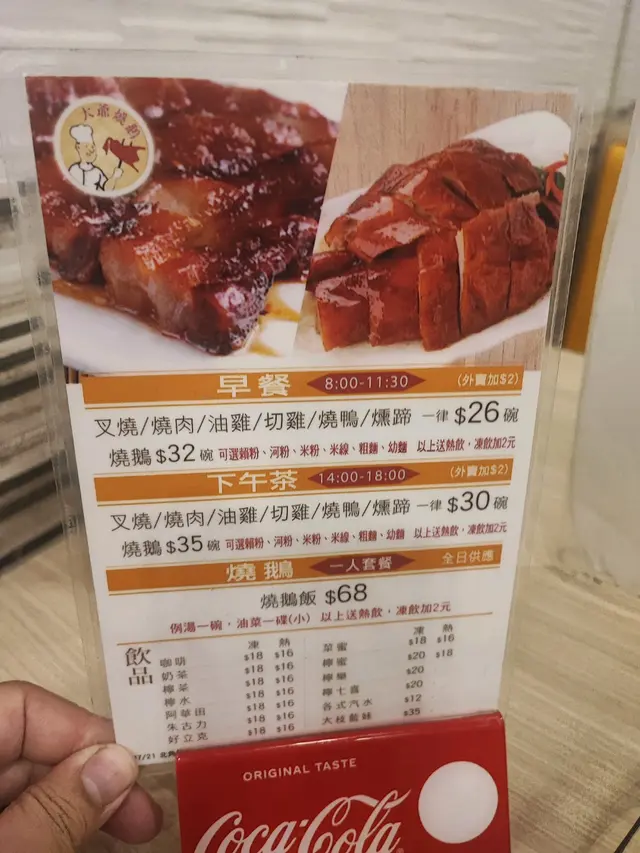 大爺燒鵝
早餐 8:00-11:30 (外賣加$2)
叉燒/燒肉/油雞/切雞/燒鴨/燻蹄 一律 $26 碗
燒鵝 $32 碗 可選賴粉、河粉、米粉、米線、粗麵、幼麵 以上送熱飲，凍飲加2元
下午茶 14:00-18:00 (外賣加$2)
叉燒/燒肉/油雞/切雞/燒鴨/燻蹄 一律 $30 碗
燒鵝 $35 碗 可選賴粉、河粉、米粉、米線、粗麵、幼麵 以上送熱飲，凍飲加2元
燒鵝 一人套餐 全日供應
燒鵝飯 $68
例湯一碗，油菜一碟(小) 以上送熱飲，凍飲加2元
飲品
凍 熱
咖啡 $18 $16
奶茶 $18 $16
檸茶 $18 $16
檸水 $18 $16
阿華田 $18 $16
朱古力 $18 $16
好立克 $18 $16
凍 熱
菜蜜 $18 $16
檸蜜 $20 $18
檸樂 $20
檸七喜 $20
各式汽水 $12
大枝藍妹 $35
ORIGINAL TASTE
Coca-Cola